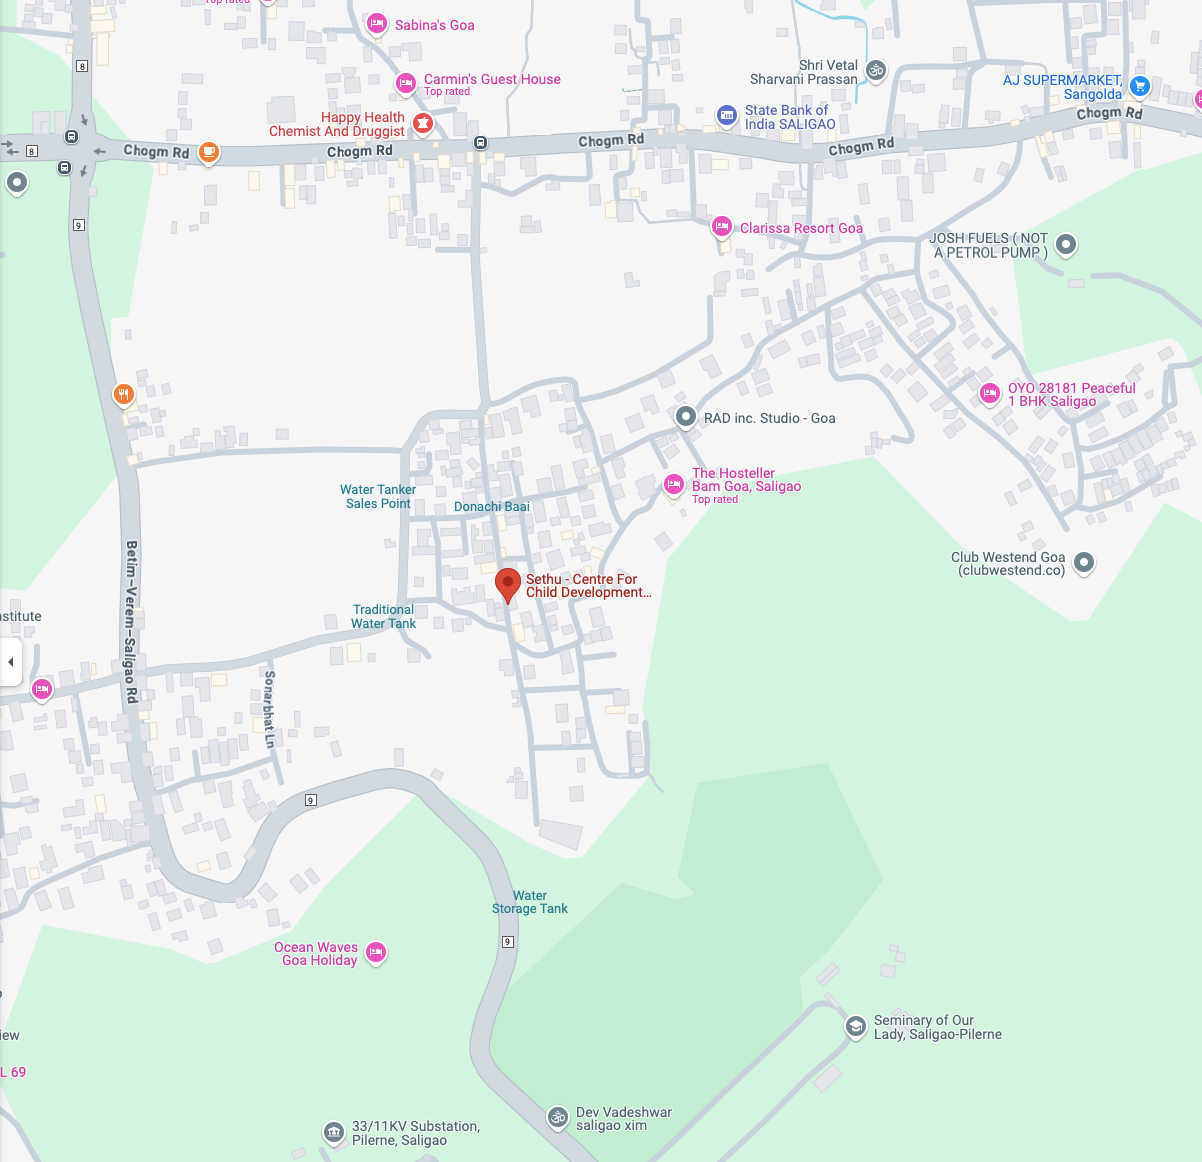 Top rated
Sabina's Goa
8
Shri Vetal
Sharvani Prassan
Carmin's Guest House
Top rated
AJ SUPERMARKET,
Sangolda
State Bank of
India SALIGAO
Happy Health
Chemist And Druggist
Chogm Rd
8
Chogm Rd
Chogm Rd
Chogm Rd
Chogm Rd
9
Clarissa Resort Goa
JOSH FUELS ( NOT
A PETROL PUMP )
OYO 28181 Peaceful
1 BHK Saligao
RAD inc. Studio - Goa
The Hosteller
Bam Goa, Saligao
Top rated
Water Tanker
Sales Point
Donachi Baai
Club Westend Goa
(clubwestend.co)
Betim-Verem-Saligao Rd
Sethu - Centre For
Child Development...
Traditional
Water Tank
stitute
Sonarbhat Ln
9
Water
Storage Tank
9
Ocean Waves
Goa Holiday
Seminary of Our
Lady, Saligao-Pilerne
iew
L 69
Dev Vadeshwar
saligao xim
33/11KV Substation,
Pilerne, Saligao